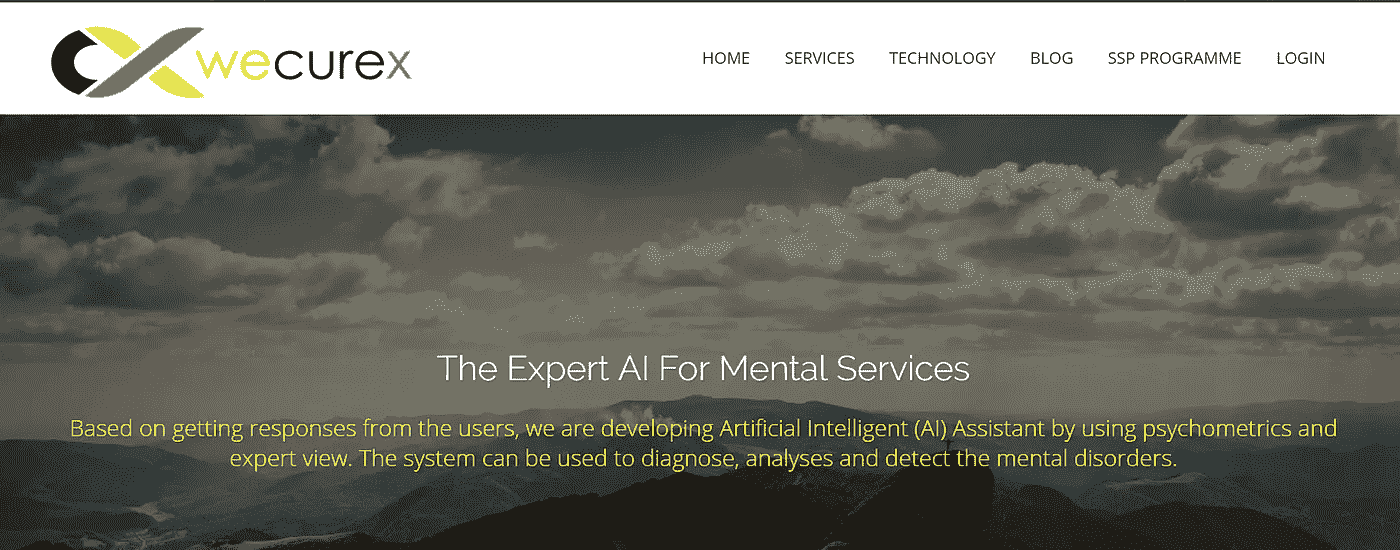 wecurex
HOME SERVICES TECHNOLOGY BLOG SSP PROGRAMME LOGIN
The Expert AI For Mental Services
Based on getting responses from the users, we are developing Artificial Intelligent (AI) Assistant by using psychometrics and
expert view. The system can be used to diagnose, analyses and detect the mental disorders.